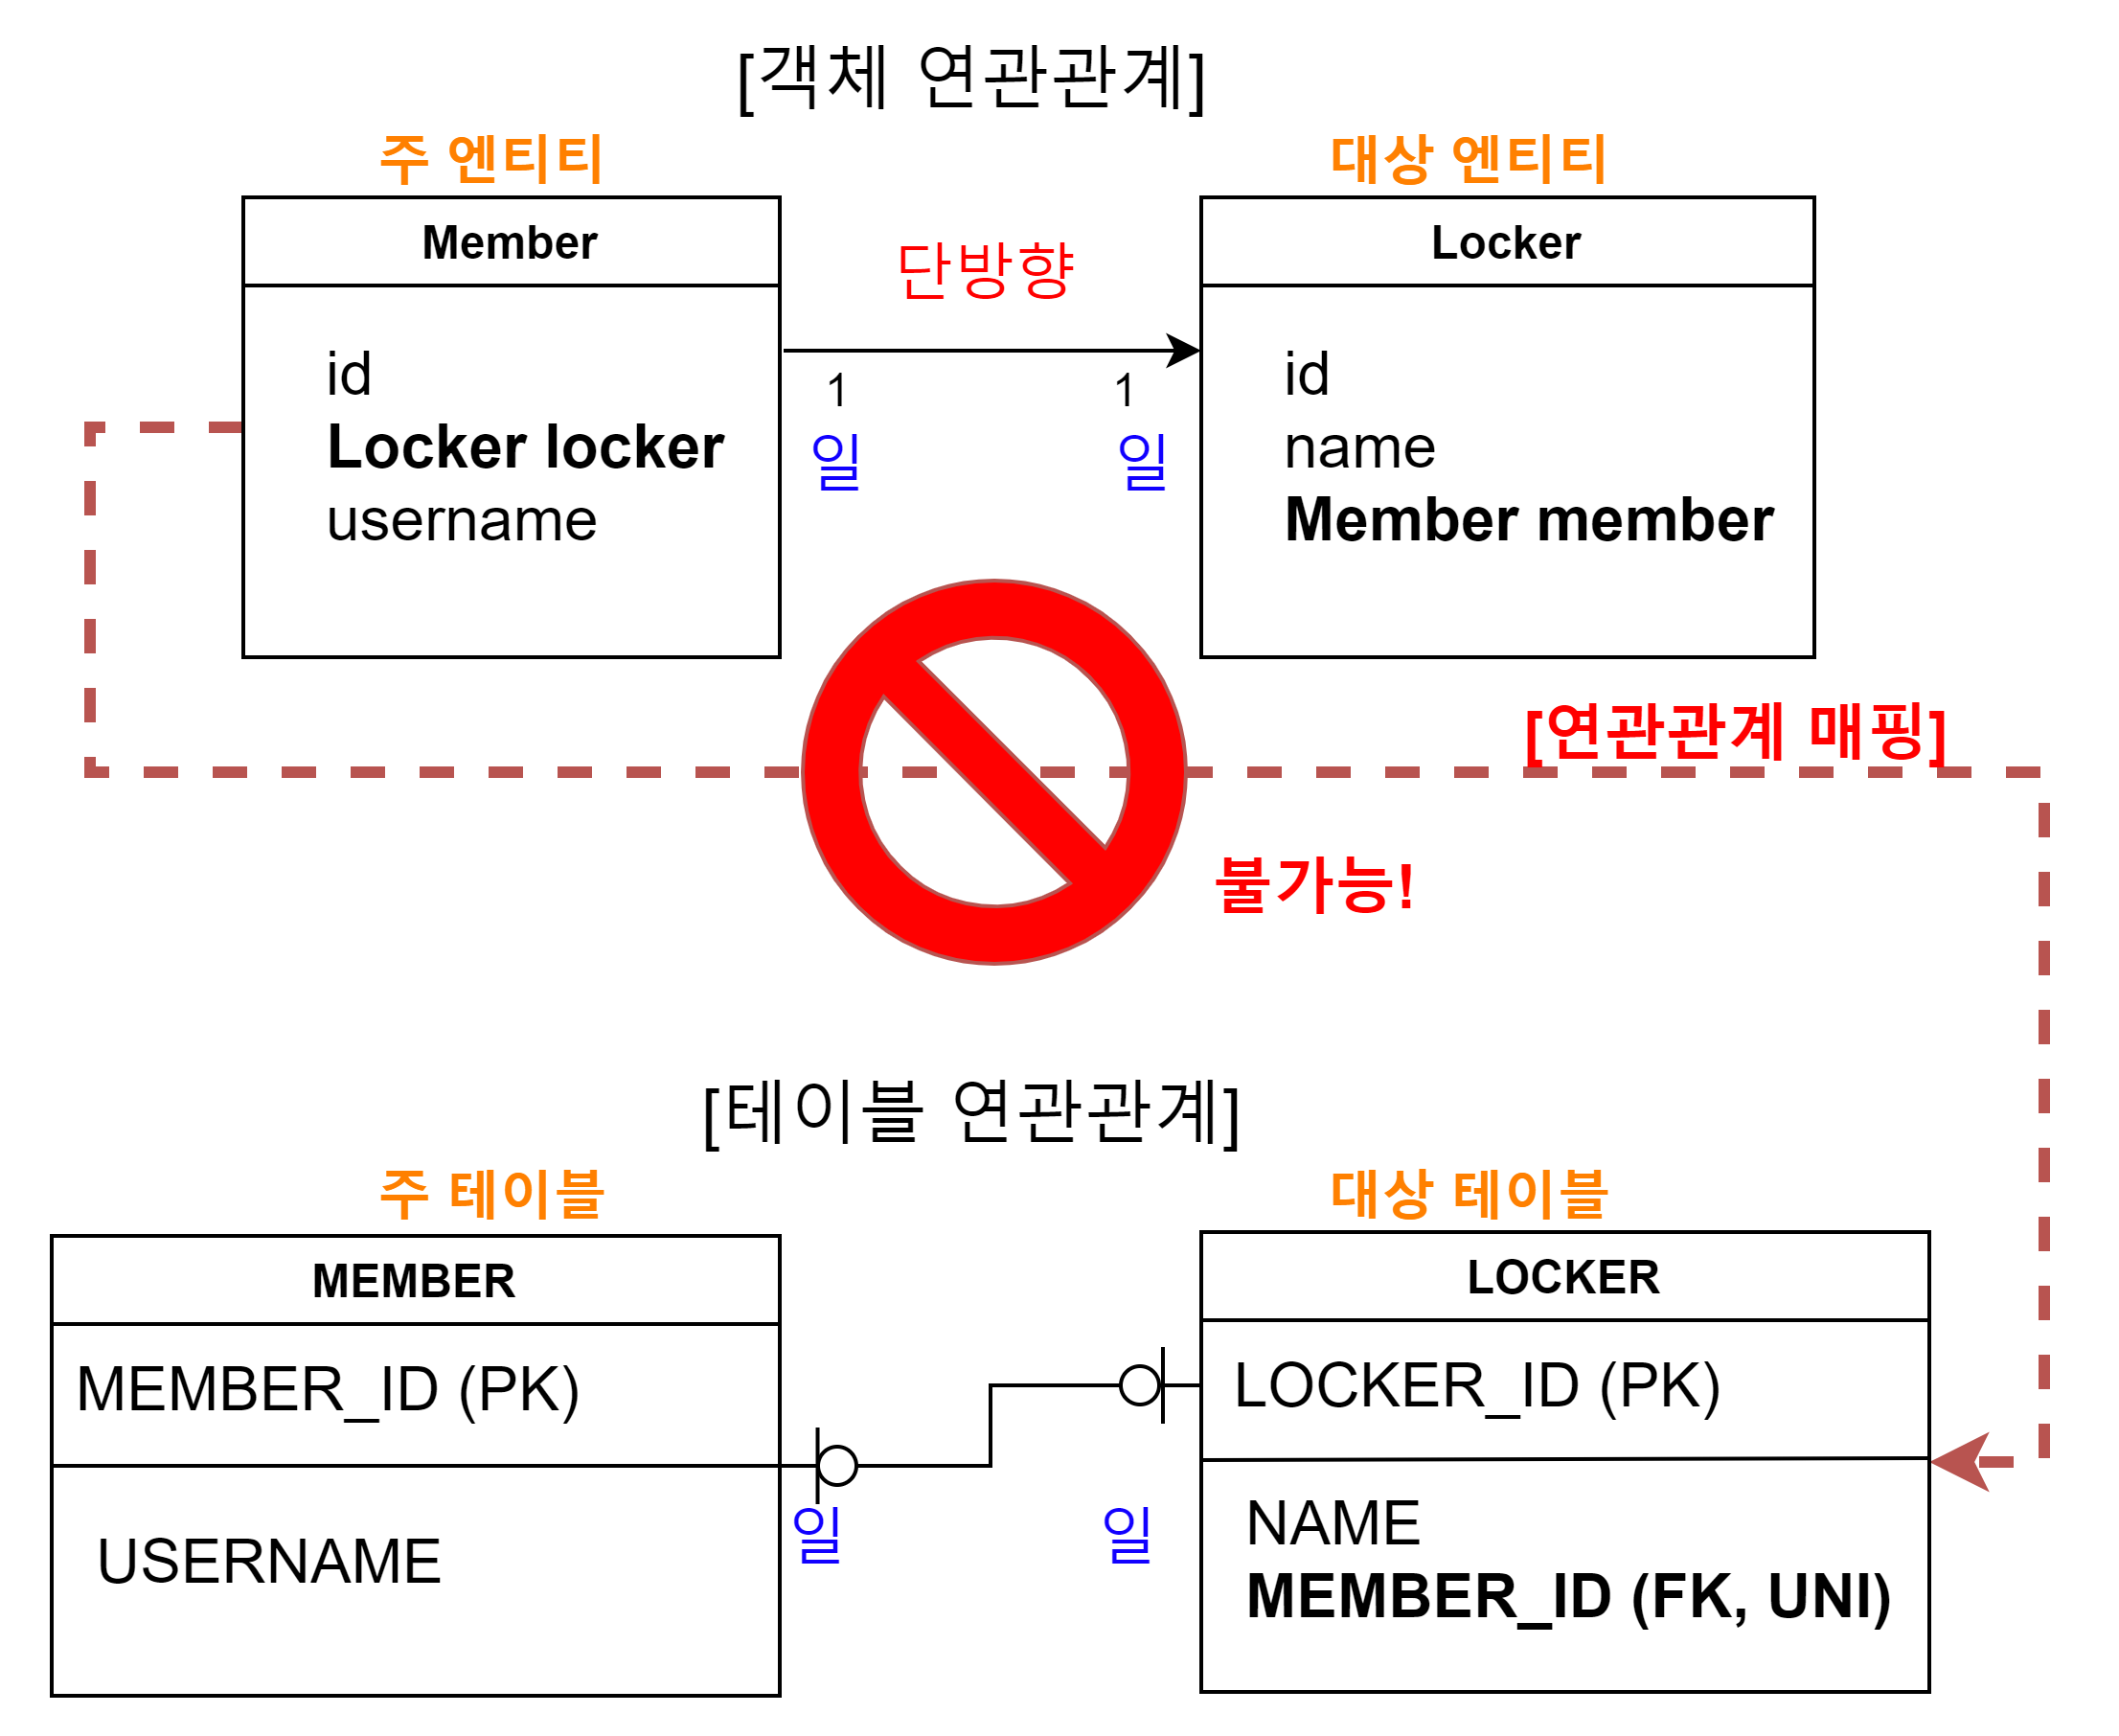 [객체 연관관계]
주 엔티티
대상 엔티티
Member
Locker
단방향
id
Locker locker
username
1
1
일
일
id
name
Member member
[연관관계 매핑]
불가능!
[테이블 연관관계]
주 테이블
대상 테이블
MEMBER
LOCKER
MEMBER_ID (PK)
LOCKER_ID (PK)
USERNAME
일
일
NAME
MEMBER_ID (FK, UNI)